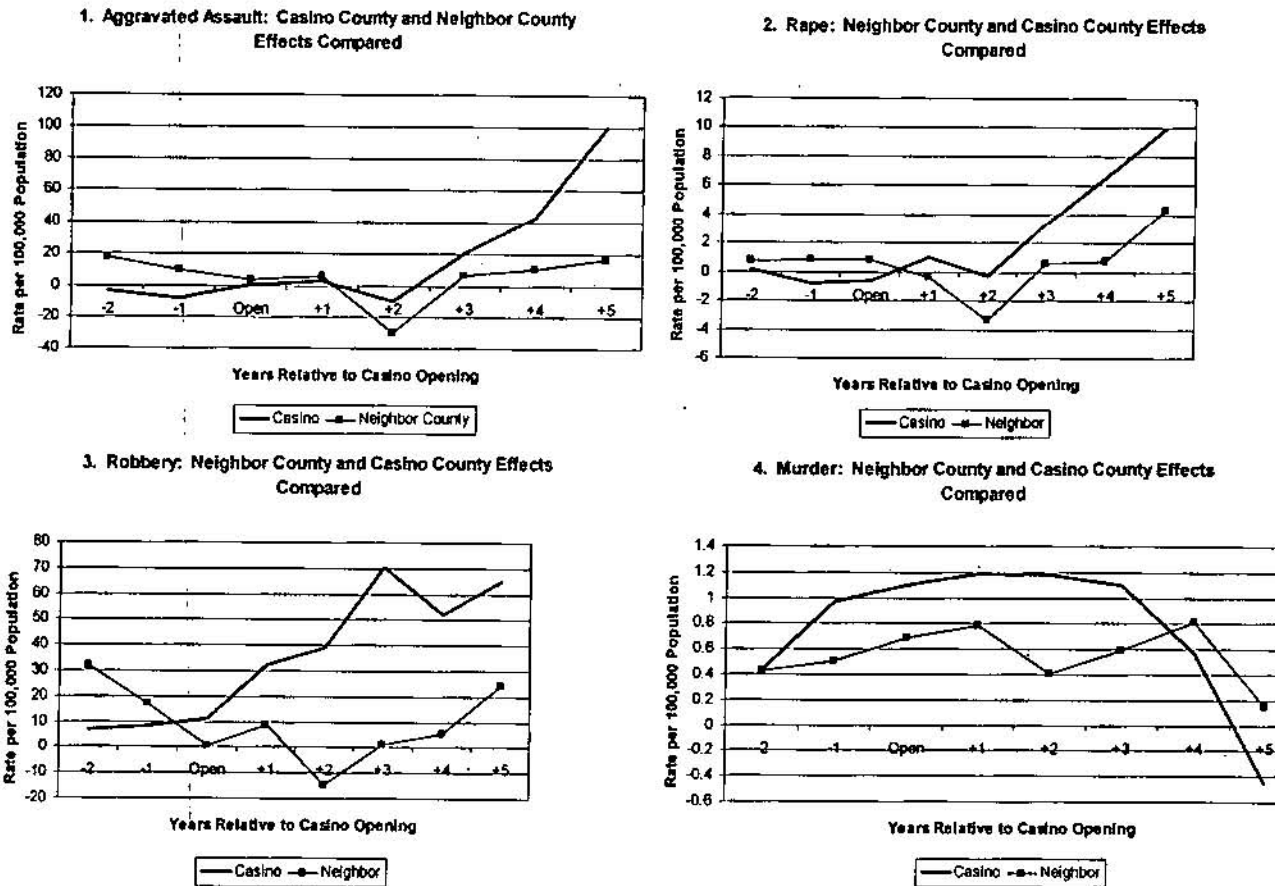 1. Aggravated Assault: Casino County and Neighbor County
Effects Compared
Rate per 100,000 Population
120
100
80
60
40
20
0
-20
-40
-2 -1 Open +1 +2 +3 +4 +5
Years Relative to Casino Opening
Casino Neighbor County
2. Rape: Neighbor County and Casino County Effects
Compared
Rate per 100,000 Population
12
10
8
6
4
2
0
-2
-4
-6
-2 -1 Open +1 +2 +3 +4 +5
Years Relative to Casino Opening
Casino Neighbor
3. Robbery: Neighbor County and Casino County Effects
Compared
Rate per 100,000 Population
80
70
60
50
40
30
20
10
0
-10
-20
-2 -1 Open +1 +2 +3 +4 +5
Years Relative to Casino Opening
Casino Neighbor
4. Murder: Neighbor County and Casino County Effects
Compared
Rate per 100,000 Population
1.4
1.2
1
0.8
0.6
0.4
0.2
0
-0.2
-0.4
-0.6
-2 -1 Open +1 +2 +3 +4 +5
Years Relative to Casino Opening
Casino Neighbor